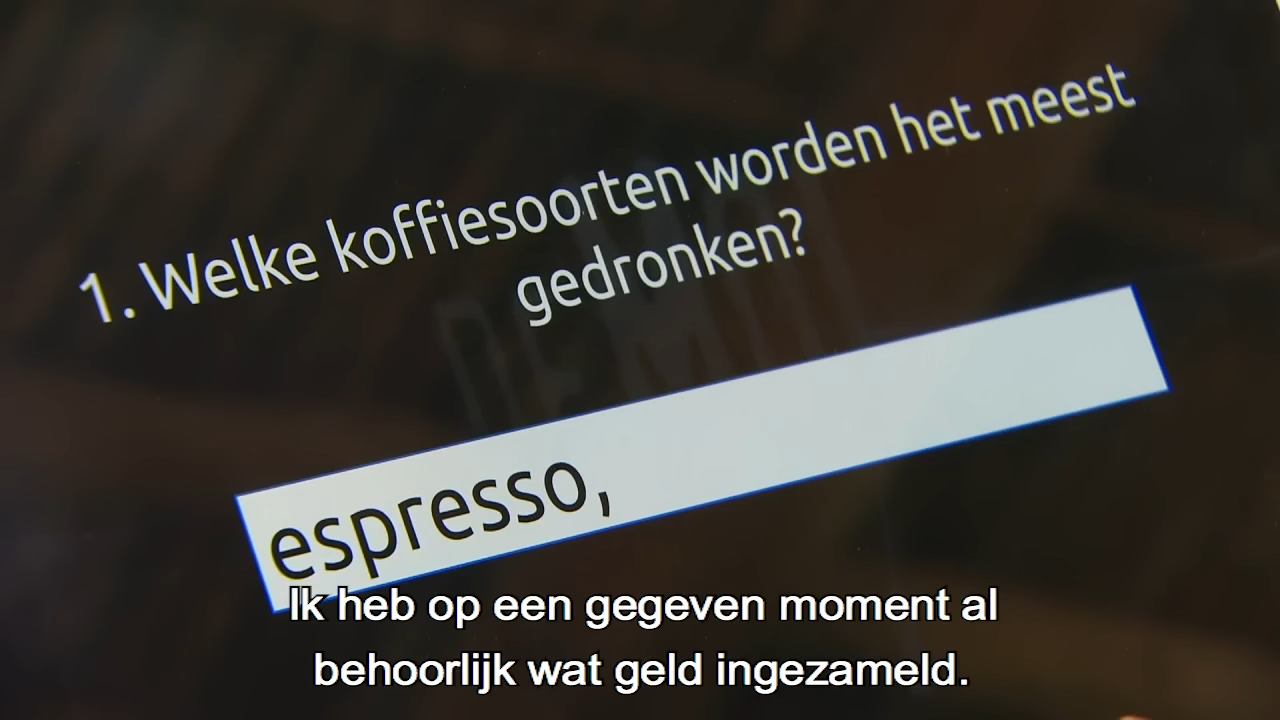 1. Welke koffiesoorten worden het meest
gedronken?
espresso,
Ik heb op een gegeven moment al
behoorlijk wat geld ingezameld.